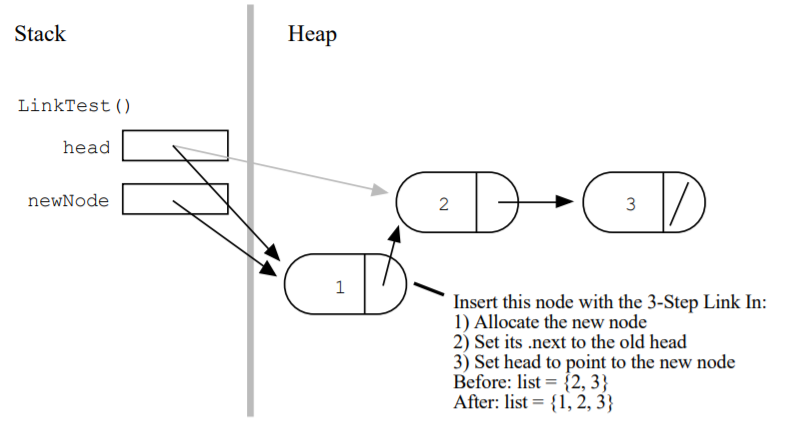 Stack
Heap
LinkTest()
head
newNode
2
3
1
Insert this node with the 3-Step Link In:
1) Allocate the new node
2) Set its .next to the old head
3) Set head to point to the new node
Before: list = {2, 3}
After: list = {1, 2, 3}